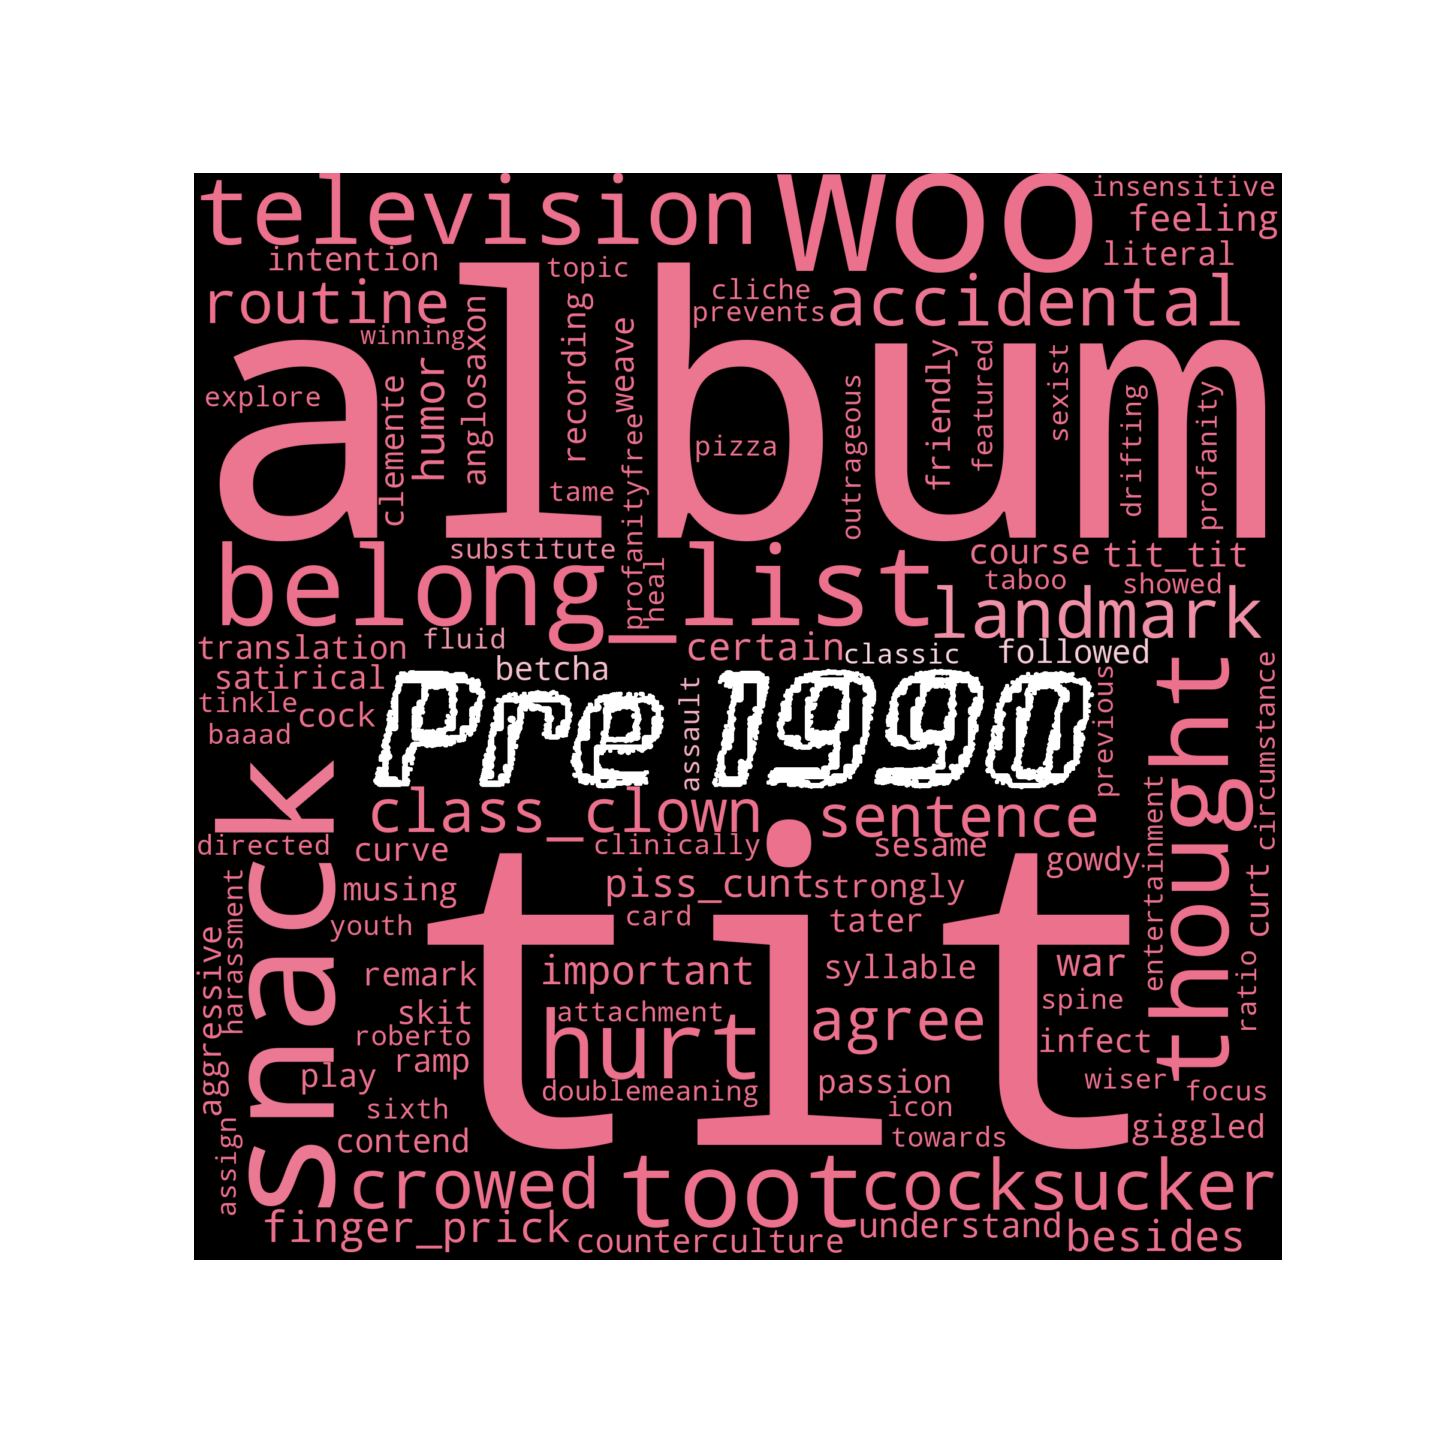 television
woo
insensitive
feeling
literal
intention
topic
routine
cliche
prevents
accidental
winning
album
explore
clemente
humor
anglosaxon
recording
weave
profanityfree
tame
pizza
outrageous
friendly
featured
sexist
drifting
profanity
substitute
heal
belong_list
course
tit_tit
taboo
showed
landmark
translation
fluid
certain
classic
followed
satirical
betcha
tinkle
cock
baaad
Pre 1990
assault
previous
thought
circumstance
snack
class_clown
sentence
directed
curve
clinically
sesame
gowdy
entertainment
musing
piss_cunt
strongly
curt
youth
card
tater
tit
aggressive
harassment
remark
important
syllable
war
skit
attachment
hurt
agree
spine
ratio
roberto
ramp
infect
play
doublemeaning
passion
wiser
focus
sixth
icon
contend
towards
giggled
assign
crowed
toot
cocksucker
finger_prick
counterculture
understand
besides